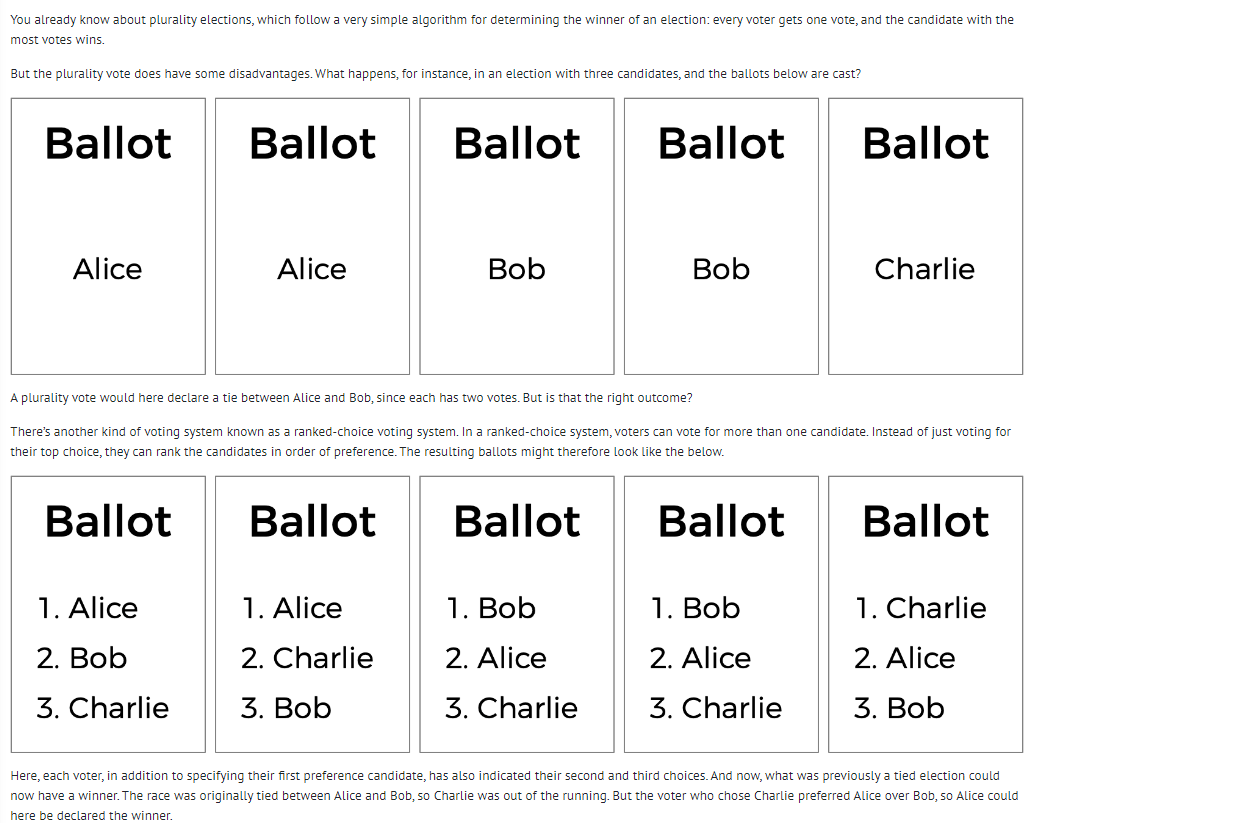 You already know about plurality elections, which follow a very simple algorithm for determining the winner of an election: every voter gets one vote, and the candidate with the
most votes wins.
But the plurality vote does have some disadvantages. What happens, for instance, in an election with three candidates, and the ballots below are cast?
Ballot Ballot Ballot Ballot Ballot
Alice Alice Bob Bob Charlie
A plurality vote would here declare a tie between Alice and Bob, since each has two votes. But is that the right outcome?
There's another kind of voting system known as a ranked-choice voting system. In a ranked-choice system, voters can vote for more than one candidate. Instead of just voting for
their top choice, they can rank the candidates in order of preference. The resulting ballots might therefore look like the below.
Ballot Ballot Ballot Ballot Ballot
1. Alice 1. Alice 1. Bob 1. Bob 1. Charlie
2. Bob 2. Charlie 2. Alice 2. Alice 2. Alice
3. Charlie 3. Bob 3. Charlie 3. Charlie 3. Bob
Here, each voter, in addition to specifying their first preference candidate, has also indicated their second and third choices. And now, what was previously a tied election could
now have a winner. The race was originally tied between Alice and Bob, so Charlie was out of the running. But the voter who chose Charlie preferred Alice over Bob, so Alice could
here be declared the winner.